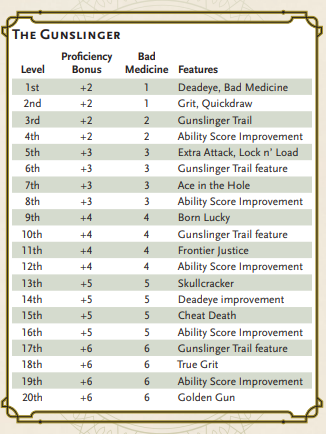 The Gunslinger
Proficiency Bad
Level Bonus Medicine Features
1st +2 1 Deadeye, Bad Medicine
2nd +2 1 Grit, Quickdraw
3rd +2 2 Gunslinger Trail
4th +2 2 Ability Score Improvement
5th +3 3 Extra Attack, Lock n' Load
6th +3 3 Gunslinger Trail feature
7th +3 3 Ace in the Hole
8th +3 3 Ability Score Improvement
9th +4 4 Born Lucky
10th +4 4 Gunslinger Trail feature
11th +4 4 Frontier Justice
12th +4 4 Ability Score Improvement
13th +5 5 Skullcracker
14th +5 5 Deadeye improvement
15th +5 5 Cheat Death
16th +5 5 Ability Score Improvement
17th +6 6 Gunslinger Trail feature
18th +6 6 True Grit
19th +6 6 Ability Score Improvement
20th +6 6 Golden Gun